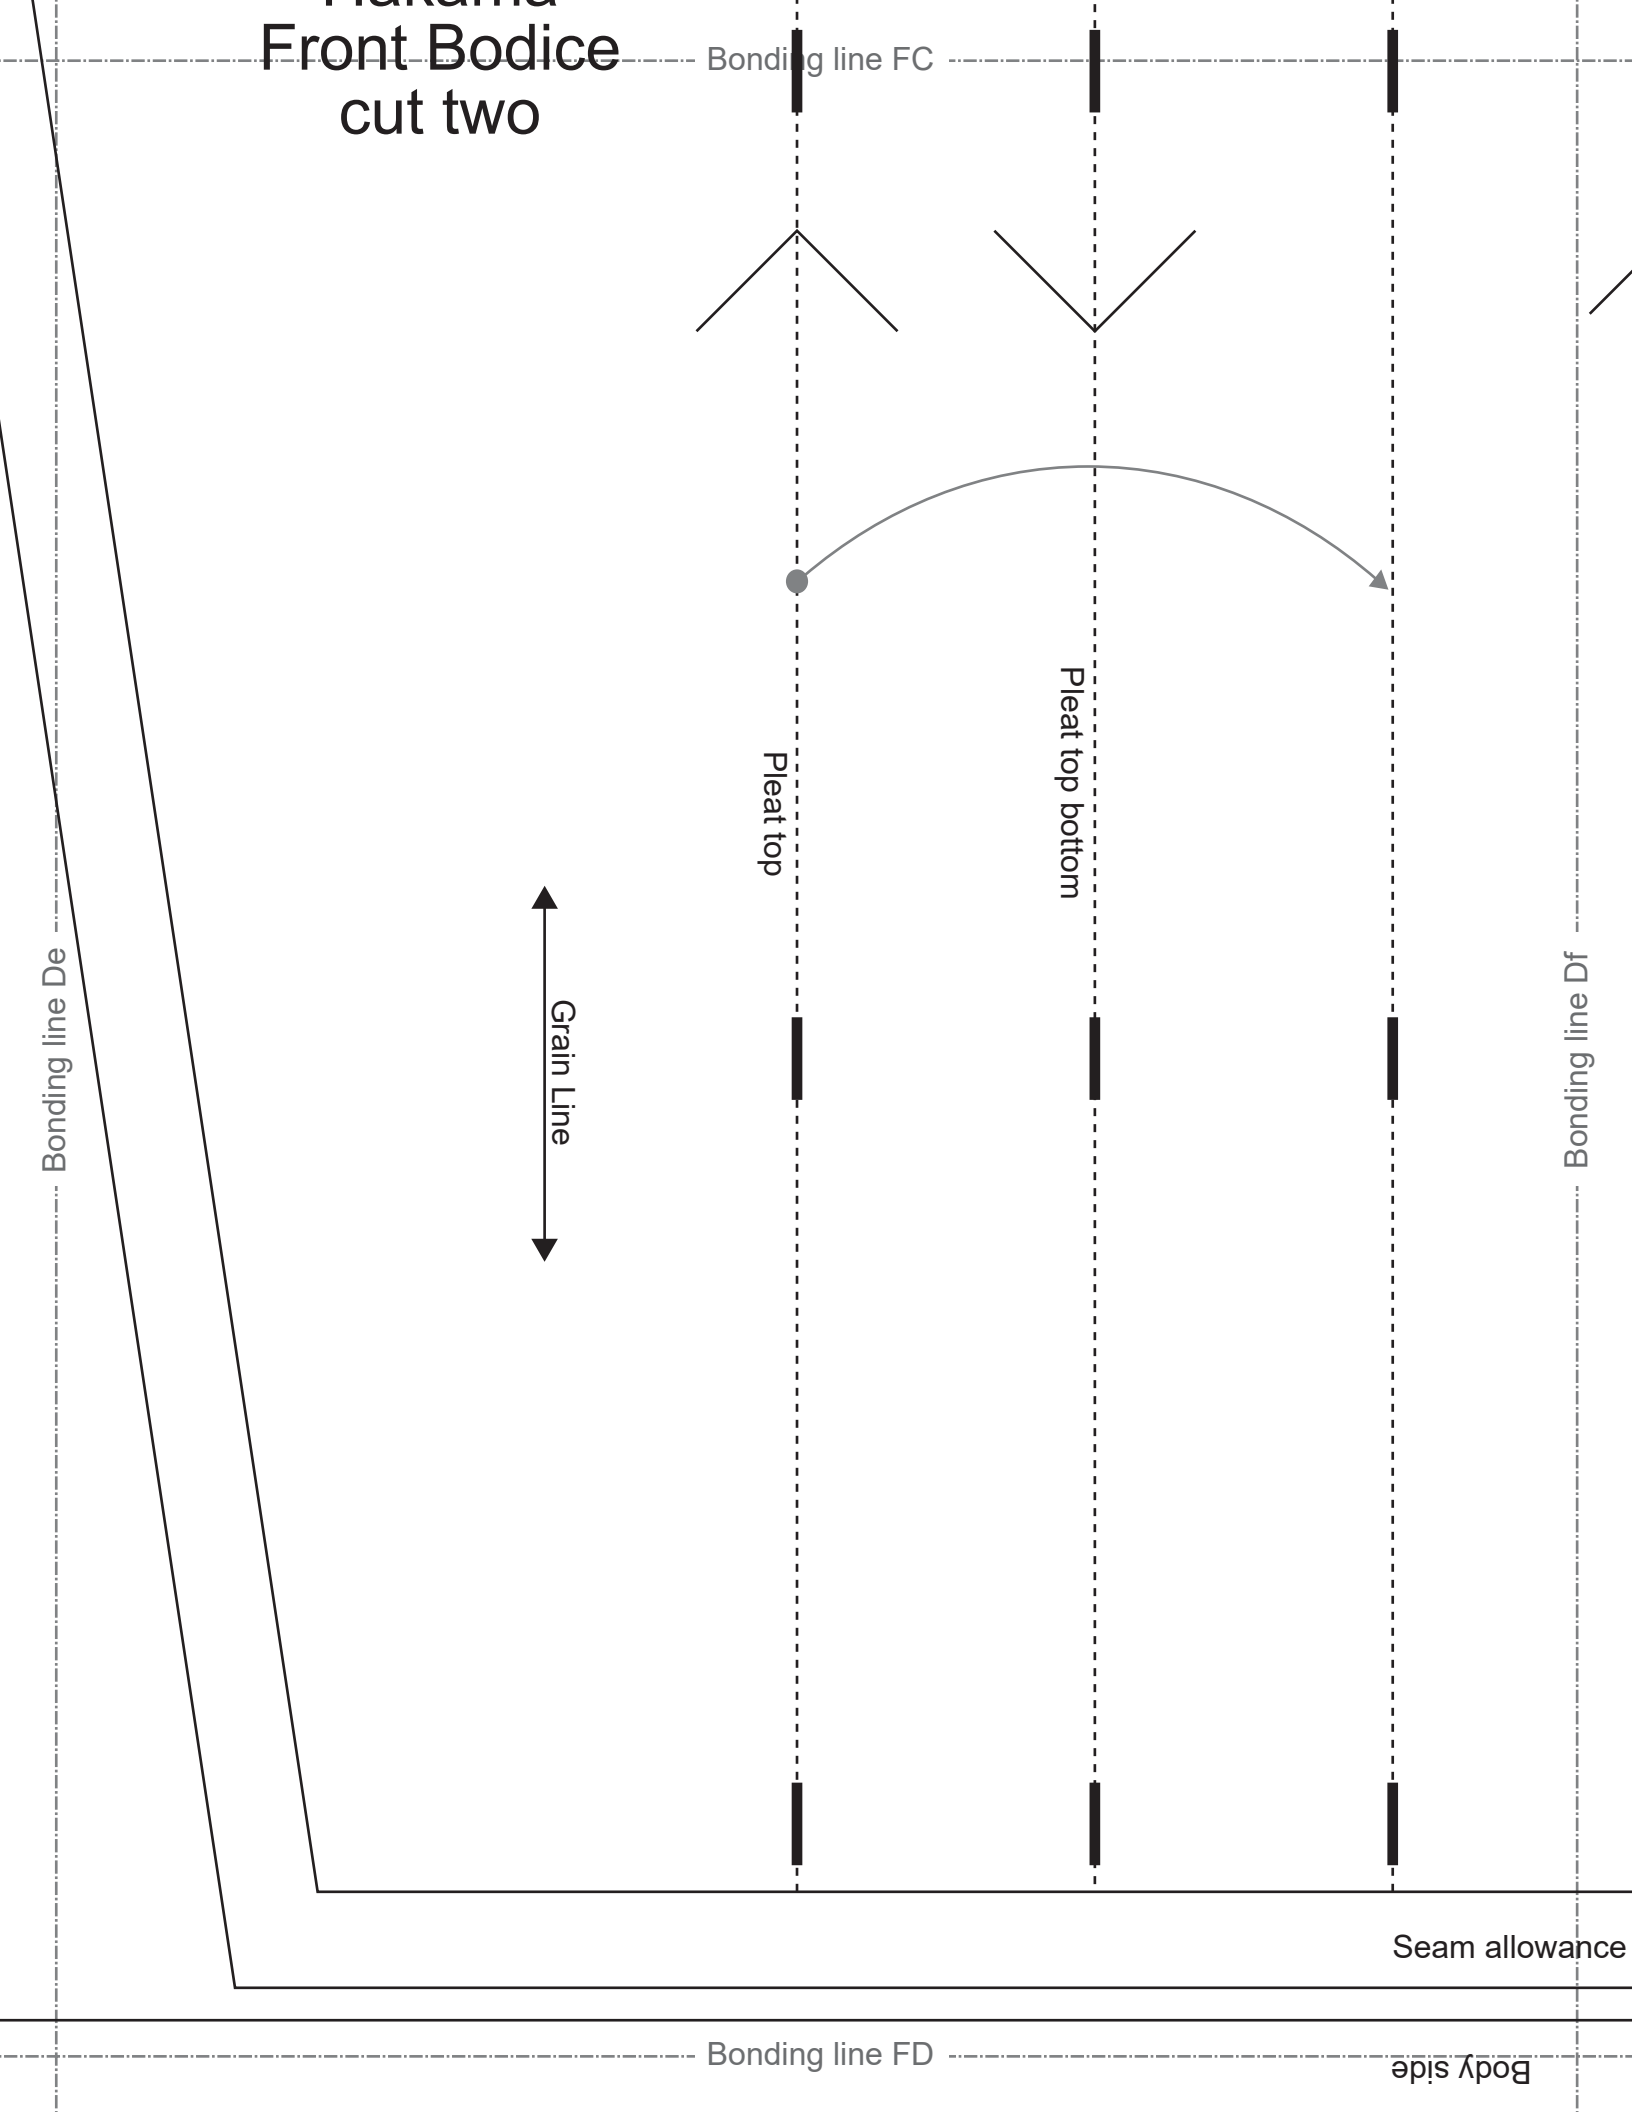 Hakama
Front Bodice
cut two
Bonding line FC
Pleat top bottom
Pleat top
Grain Line
Bonding line De
Bonding line Df
Seam allowance
Bonding line FD
Body side